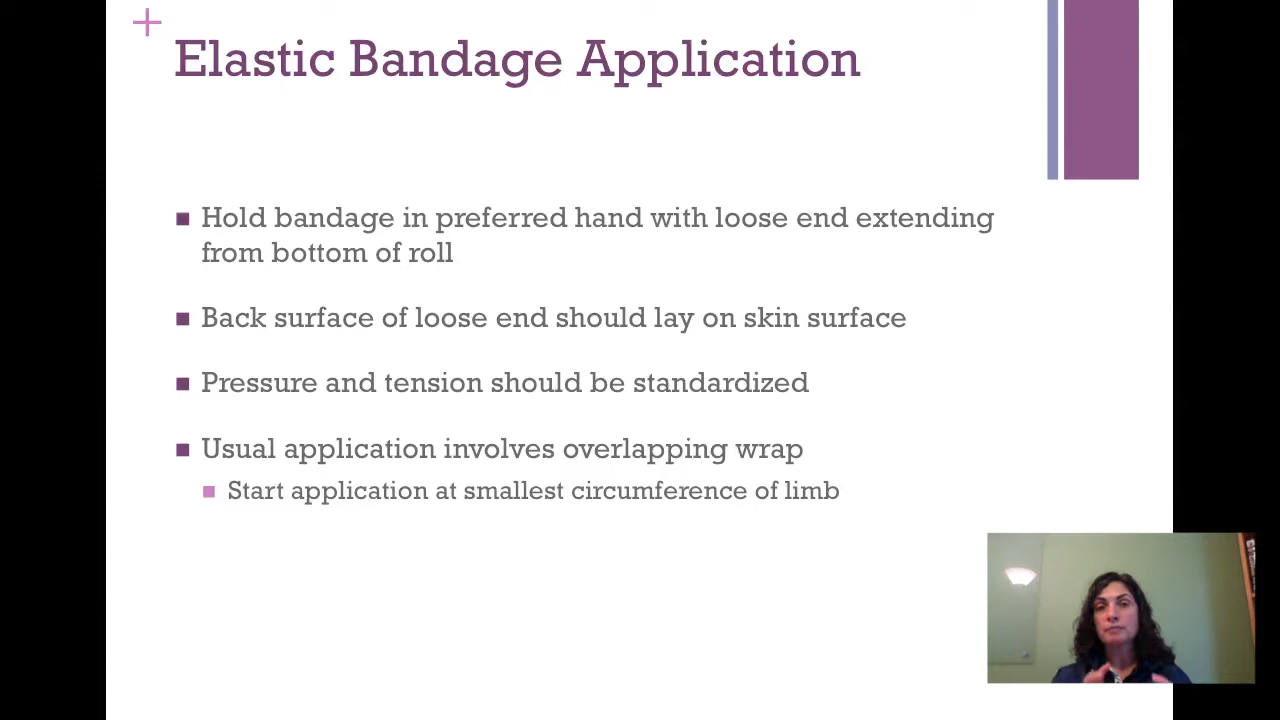 Elastic Bandage Application
Hold bandage in preferred hand with loose end extending
from bottom of roll
Back surface of loose end should lay on skin surface
Pressure and tension should be standardized
Usual application involves overlapping wrap
Start application at smallest circumference of limb